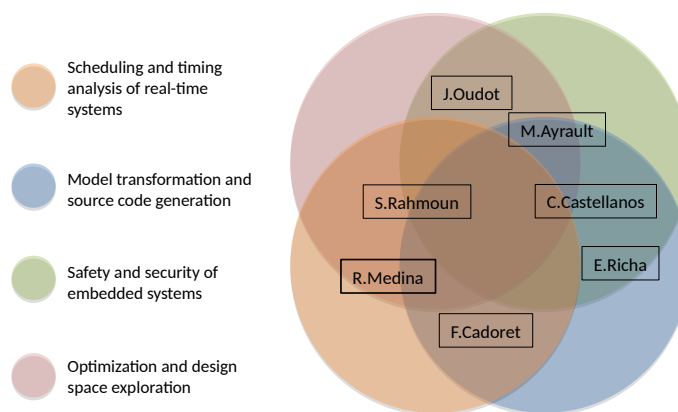 Scheduling and timing
analysis of real-time
systems
Model transformation and
source code generation
Safety and security of
embedded systems
Optimization and design
space exploration
J.Oudot
M.Ayrault
S.Rahmoun
C.Castellanos
E.Richa
R.Medina
F.Cadoret